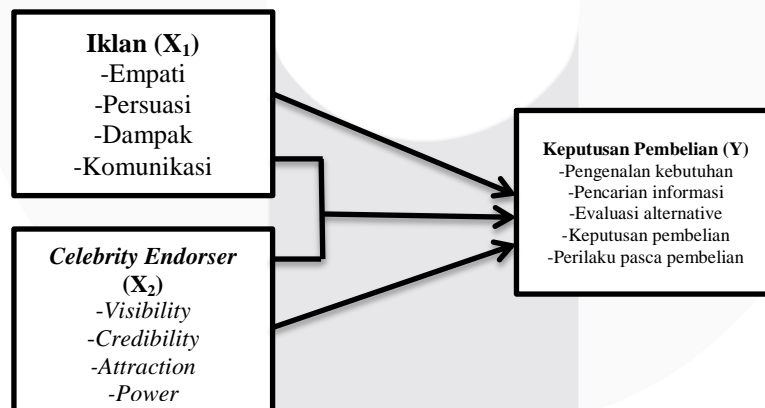 Iklan (X₁)
-Empati
-Persuasi
-Dampak
-Komunikasi
Celebrity Endorser
(X₂)
-Visibility
-Credibility
-Attraction
-Power
Keputusan Pembelian (Y)
-Pengenalan kebutuhan
-Pencarian informasi
-Evaluasi alternative
-Keputusan pembelian
-Perilaku pasca pembelian